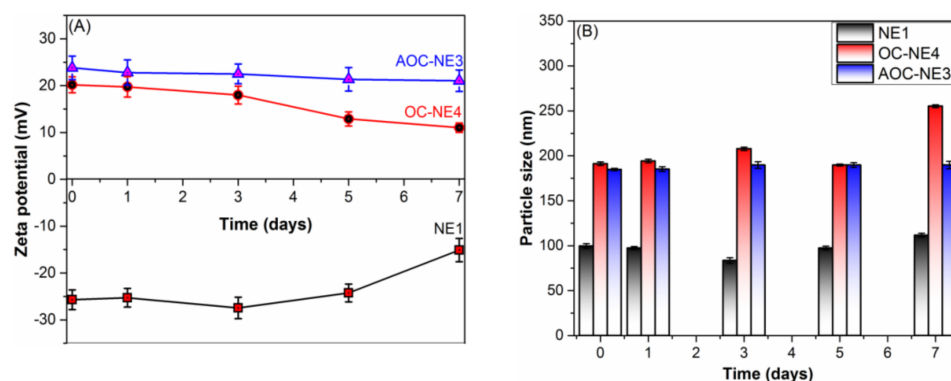 (A)
35
30
20
10
0
-10
-20
-30
0 1 2 3 4 5 6 7
Zeta potential (mV)
Time (days)
AOC-NE3
OC-NE4
NE1
(B)
NE1
OC-NE4
AOC-NE3
350
300
250
200
150
100
50
0
0 1 2 3 4 5 6 7
Particle size (nm)
Time (days)